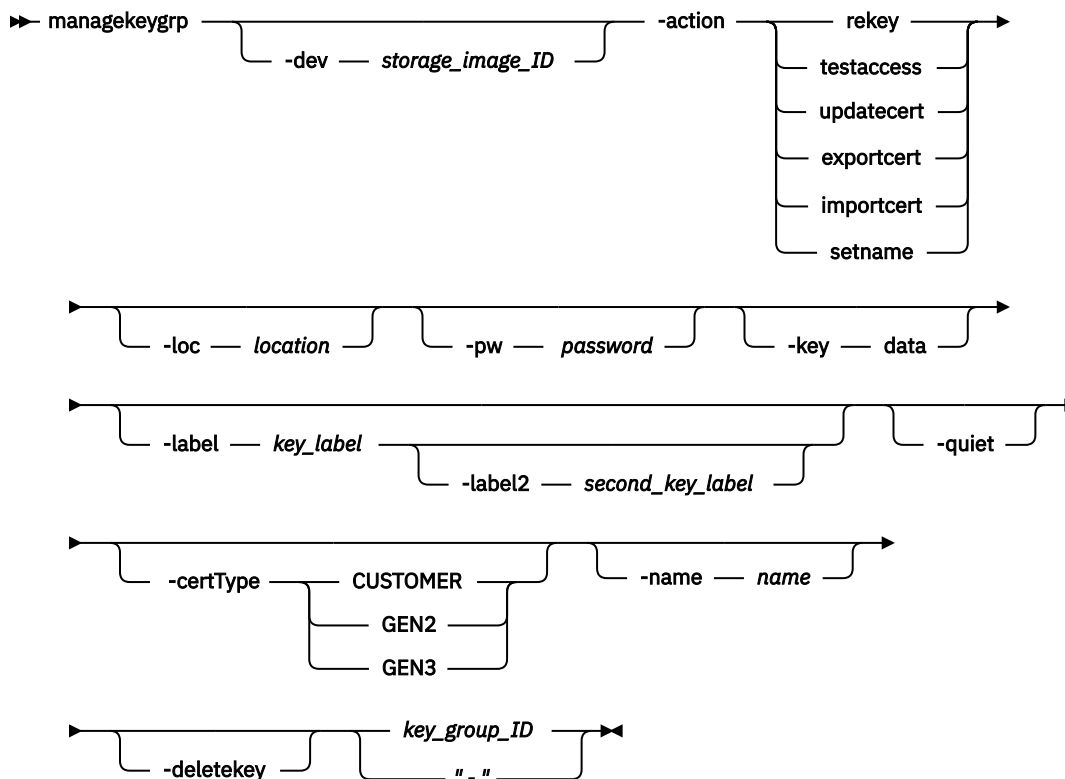 managekeygrp -action rekey
-dev storage_image_ID testaccess
updatecert
exportcert
importcert
setname
-loc location -pw password -key data
-label key_label -quiet
-label2 second_key_label
-certType CUSTOMER -name name
GEN2
GEN3
key_group_ID
-deletekey " - "